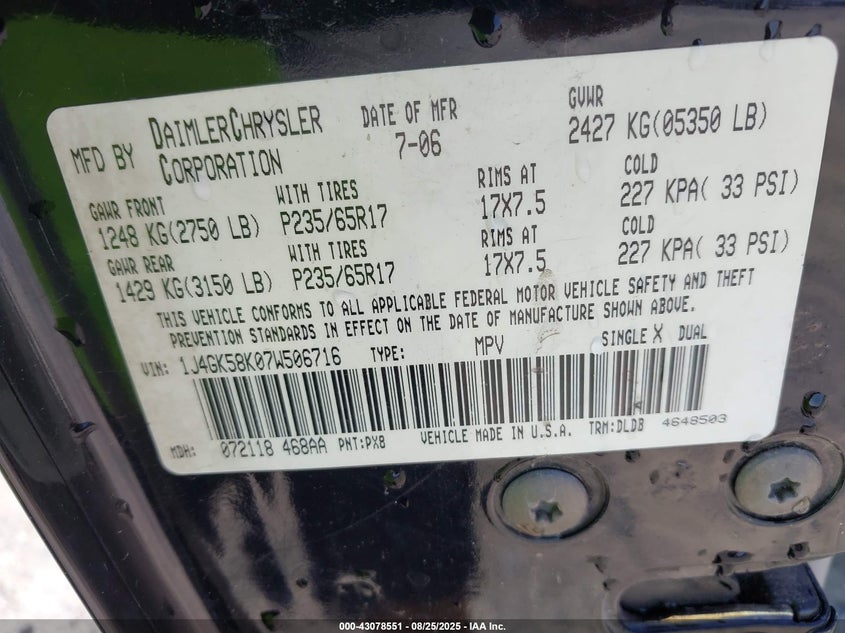 MFD BY DAIMLERCHRYSLER CORPORATION DATE OF MFR 7-06 GVWR 2427 KG(05350 LB)
GAWR FRONT WITH TIRES RIMS AT COLD
1248 KG(2750 LB) P235/65R17 17X7.5 227 KPA( 33 PSI)
GAWR REAR WITH TIRES RIMS AT COLD
1429 KG(3150 LB) P235/65R17 17X7.5 227 KPA( 33 PSI)
THIS VEHICLE CONFORMS TO ALL APPLICABLE FEDERAL MOTOR VEHICLE SAFETY AND THEFT
PREVENTION STANDARDS IN EFFECT ON THE DATE OF MANUFACTURE SHOWN ABOVE.
VIN: 1J4GK58K07W506716 TYPE: MPV SINGLE X DUAL
MDH: 072118 468AA PNT:PX8 VEHICLE MADE IN U.S.A. TRM:DLDB 4648503
000-43078551 | 08/25/2025 - IAA Inc.